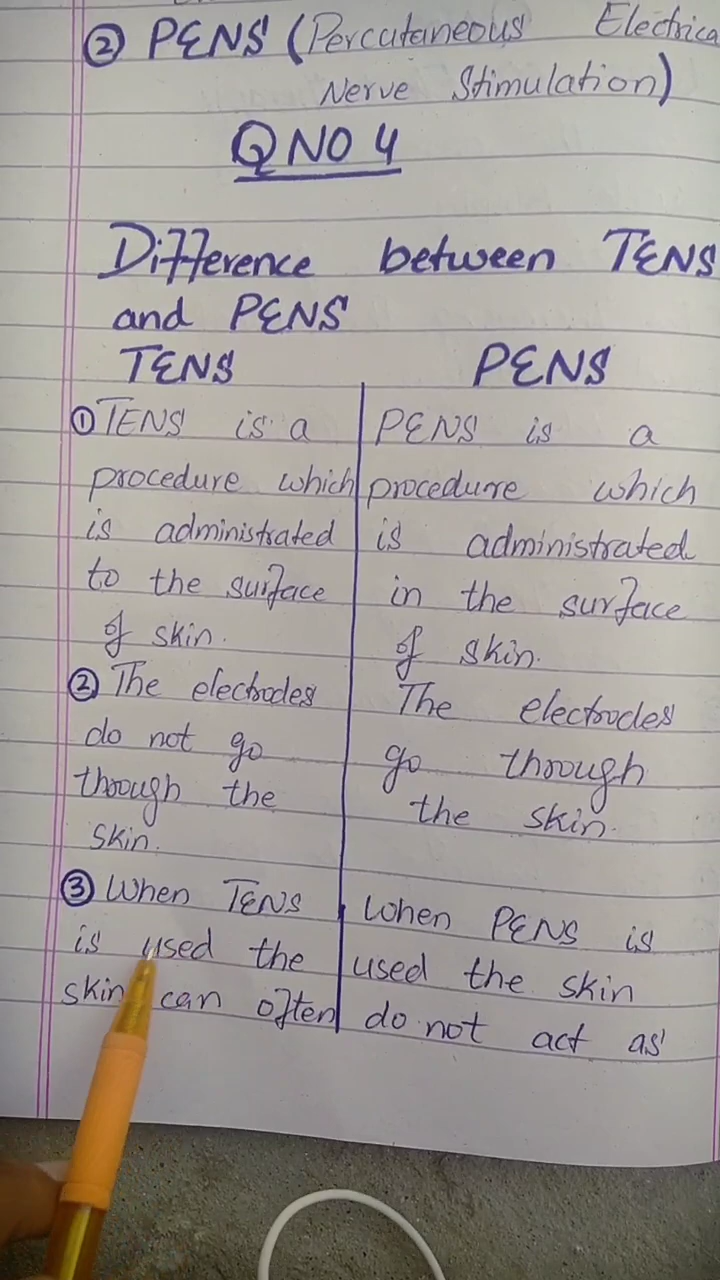 ② PENS (Percutaneous Electrica
Nerve Stimulation)
Q NO 4
Difference between TENS
and PENS
TENS
① TENS is a
procedure which
is administrated
to the surface
of skin.
② The electrodes
do not go
through the
skin.
③ When TENS
is used the
skin can often
PENS
PENS is a
procedure which
is administrated
in the surface
of skin.
The electrodes
go through
the skin.
When PENS is
used the skin
do not act as